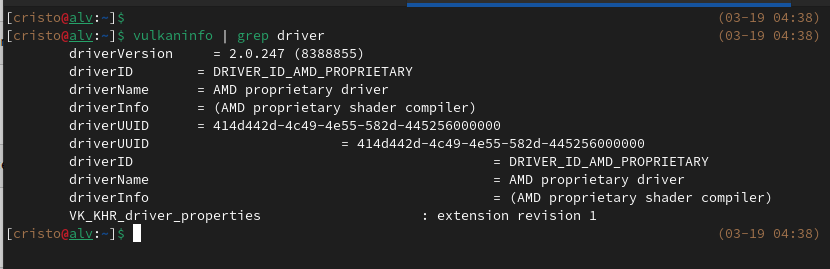 [cristo@alv:~]$ (03-19 04:38)
[cristo@alv:~]$ vulkaninfo | grep driver (03-19 04:38)
driverVersion = 2.0.247 (8388855)
driverID = DRIVER_ID_AMD_PROPRIETARY
driverName = AMD proprietary driver
driverInfo = (AMD proprietary shader compiler)
driverUUID = 414d442d-4c49-4e55-582d-445256000000
driverUUID = 414d442d-4c49-4e55-582d-445256000000
driverID = DRIVER_ID_AMD_PROPRIETARY
driverName = AMD proprietary driver
driverInfo = (AMD proprietary shader compiler)
VK_KHR_driver_properties : extension revision 1
[cristo@alv:~]$ (03-19 04:38)